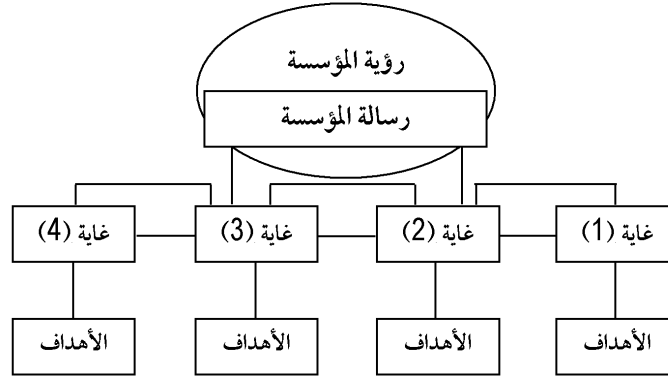 رؤية المؤسسة
رسالة المؤسسة
غاية (1)
غاية (2)
غاية (3)
غاية (4)
الأهداف
الأهداف
الأهداف
الأهداف